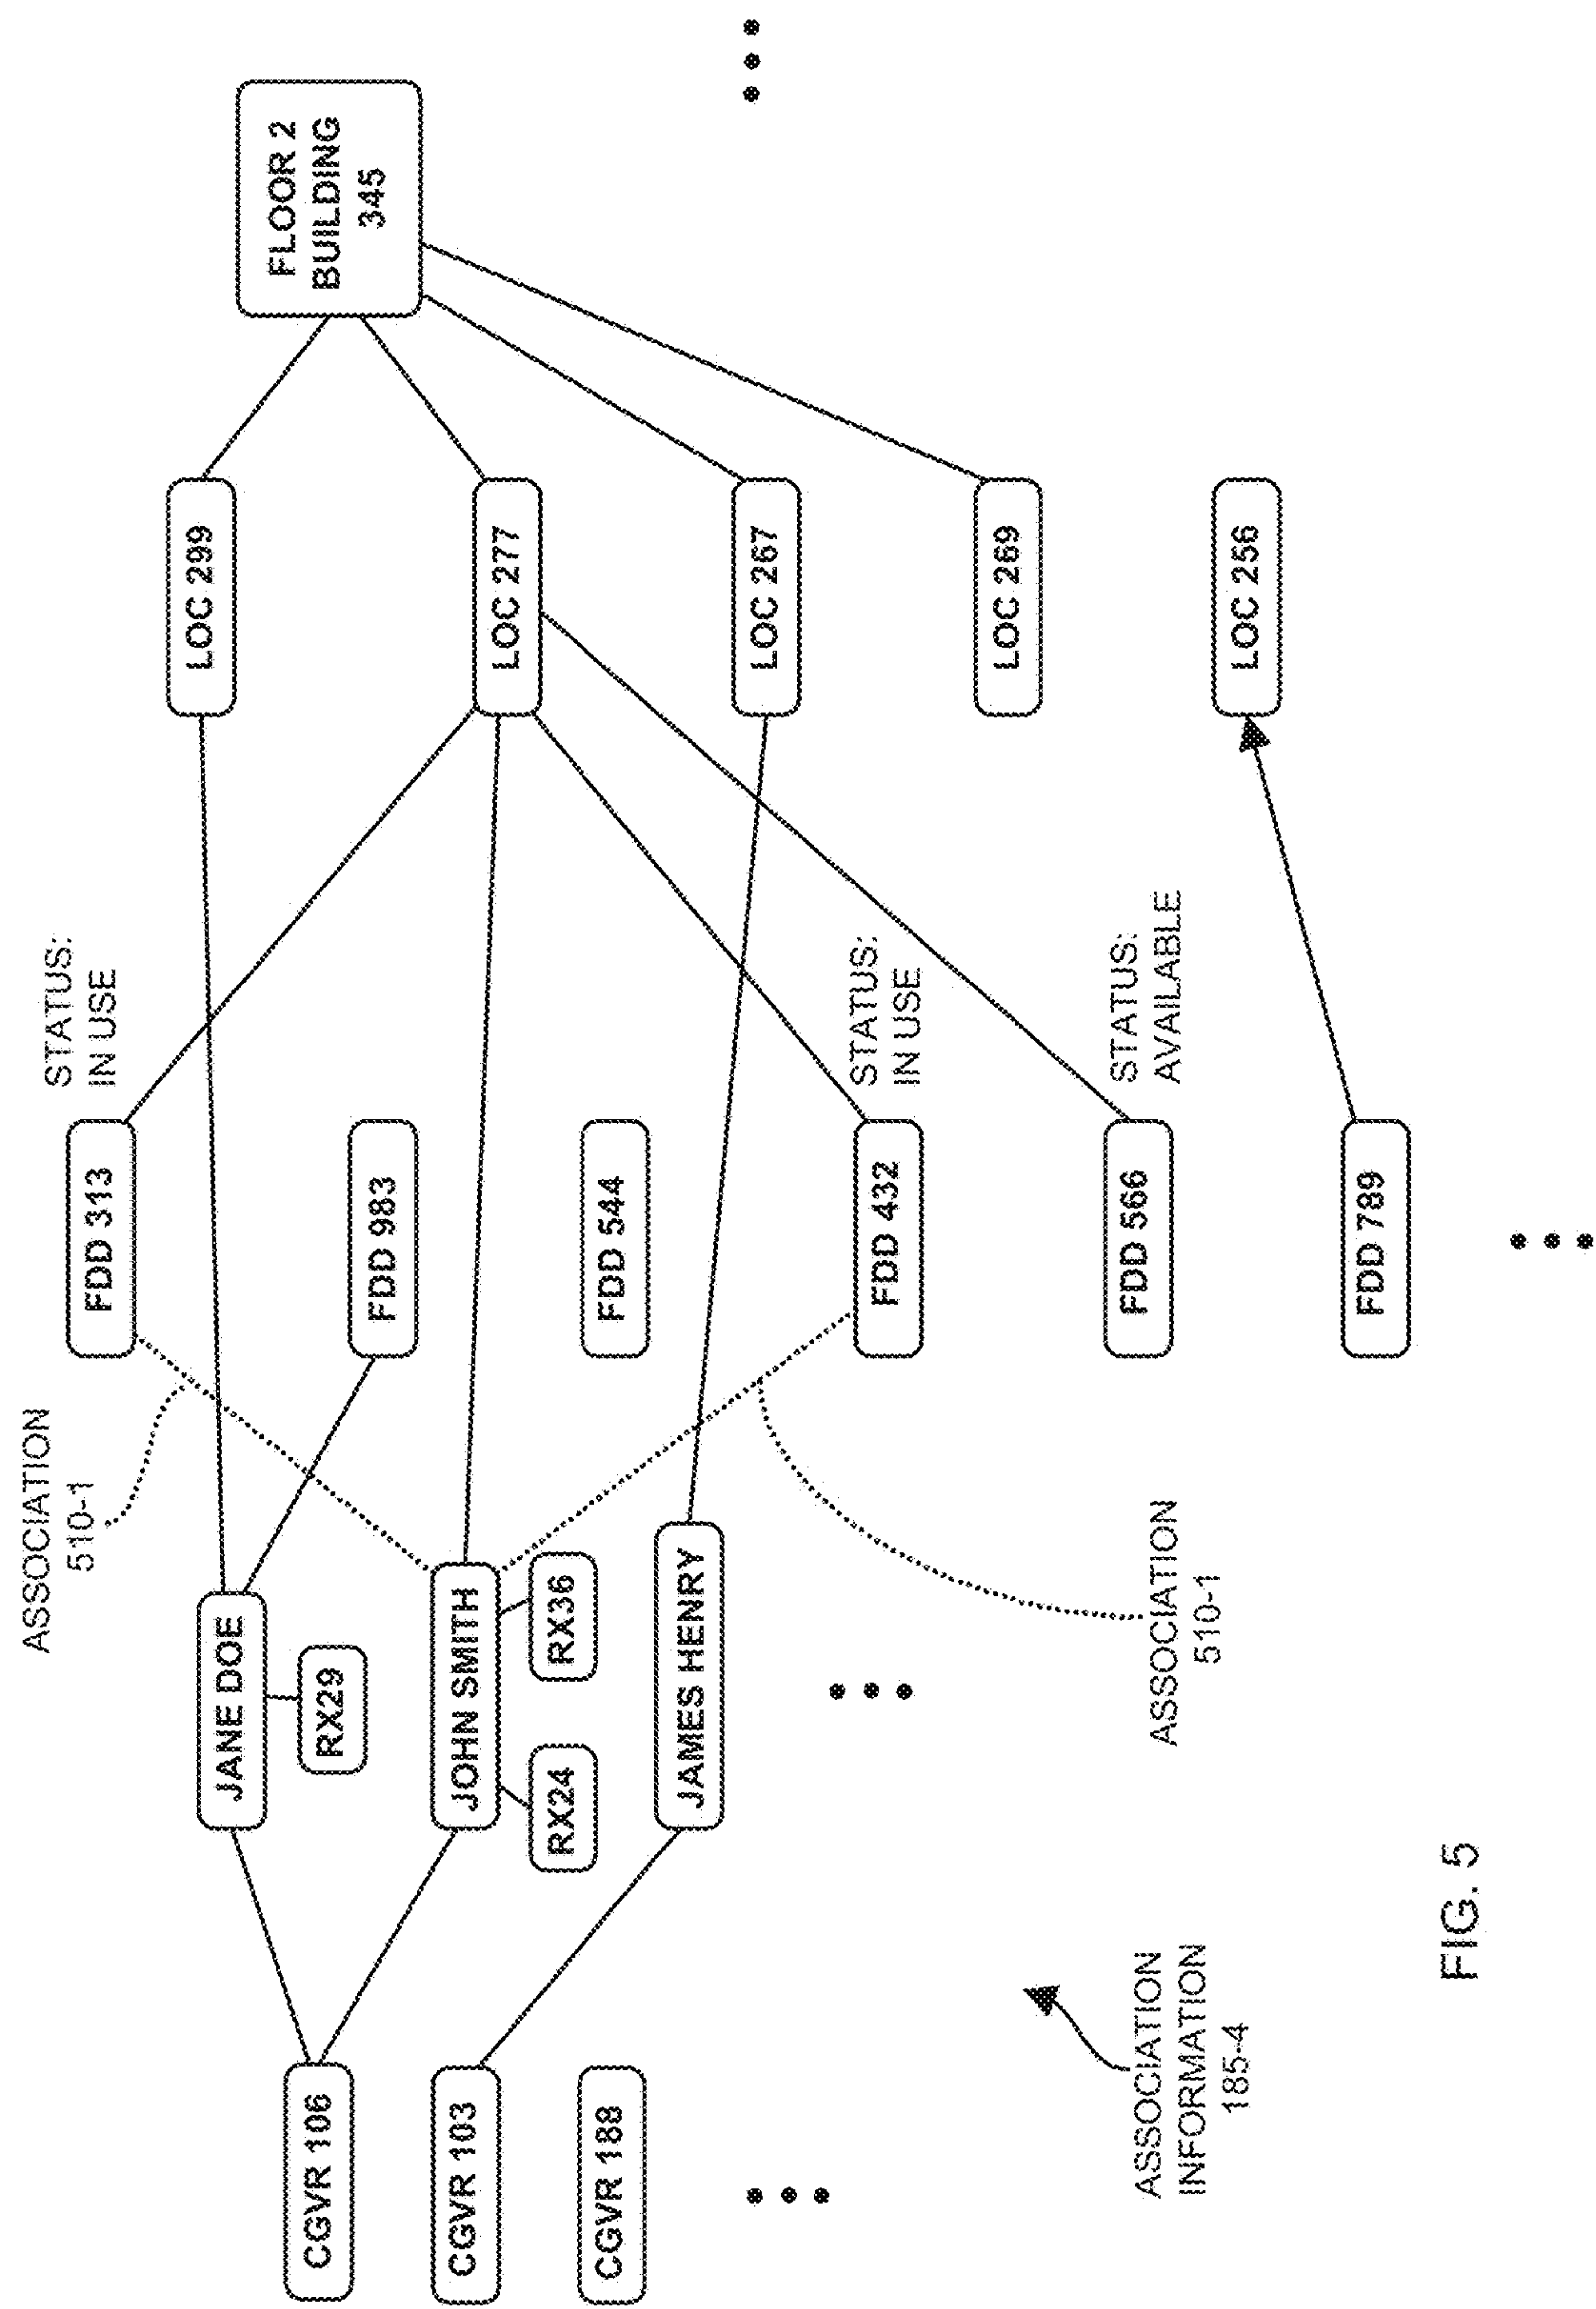 ASSOCIATION
510-1
CGVR 106
CGVR 103
CGVR 188
JANE DOE
RX29
JOHN SMITH
RX24
RX36
JAMES HENRY
FDD 313
STATUS:
IN USE
FDD 983
FDD 544
FDD 432
STATUS:
IN USE
FDD 566
STATUS:
AVAILABLE
FDD 789
LOC 299
LOC 277
LOC 267
LOC 269
LOC 256
FLOOR 2
BUILDING
345
ASSOCIATION
510-1
ASSOCIATION
INFORMATION
185-4
FIG. 5